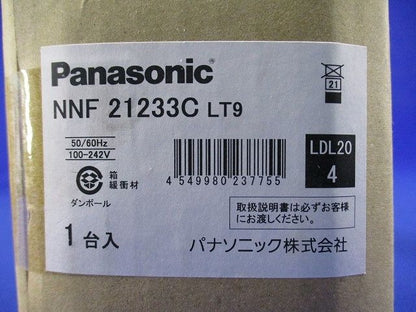 Panasonic
NNF 21233C LT9
21
50/60Hz
100-242V
箱
緩衝材
ダンボール
4 549980 237755
LDL20
4
取扱説明書は必ずお客様
にお渡しください。
1台入
パナソニック株式会社